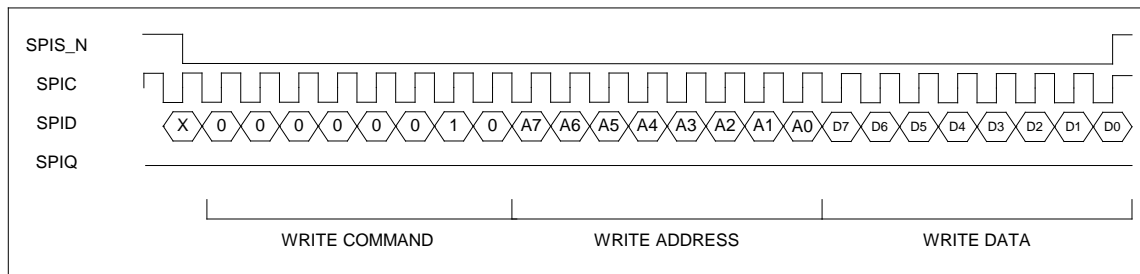 SPIS_N
SPIC
SPID X 0 0 0 0 0 0 1 0 A7 A6 A5 A4 A3 A2 A1 A0 D7 D6 D5 D4 D3 D2 D1 D0
SPIQ
WRITE COMMAND WRITE ADDRESS WRITE DATA